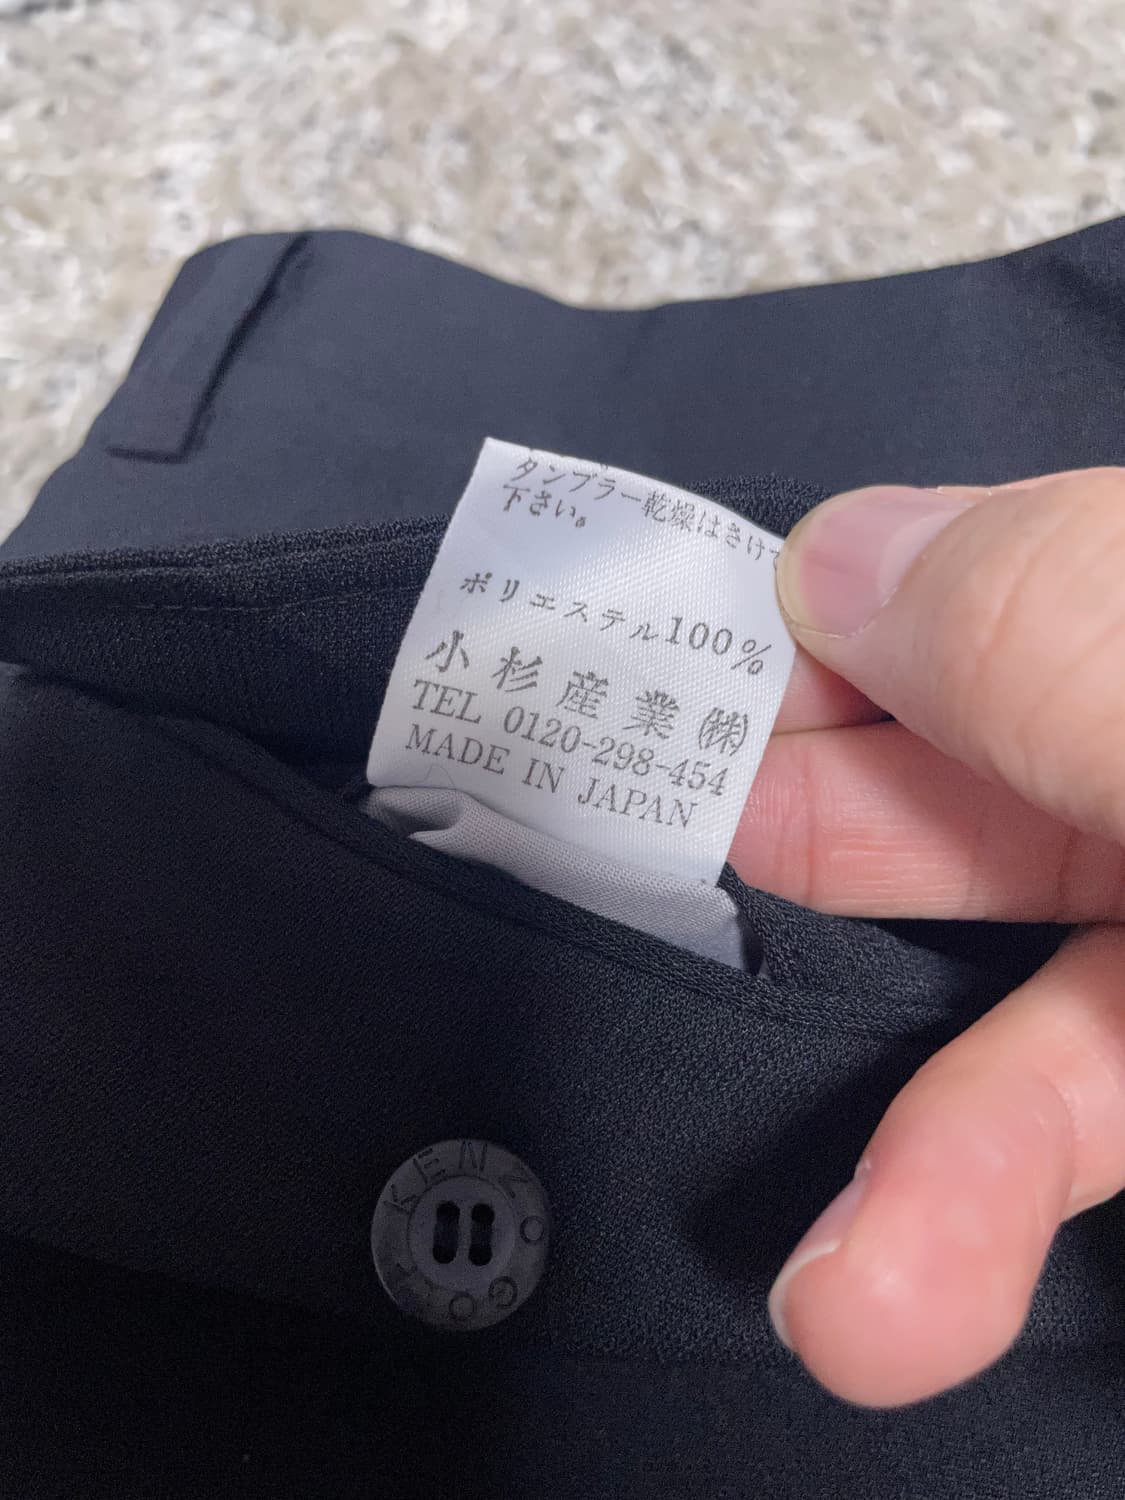 タンブラー乾燥はさけて
下さい。
ポリエステル100%
小杉産業㈱
TEL 0120-298-454
MADE IN JAPAN
KENZO
GOLF